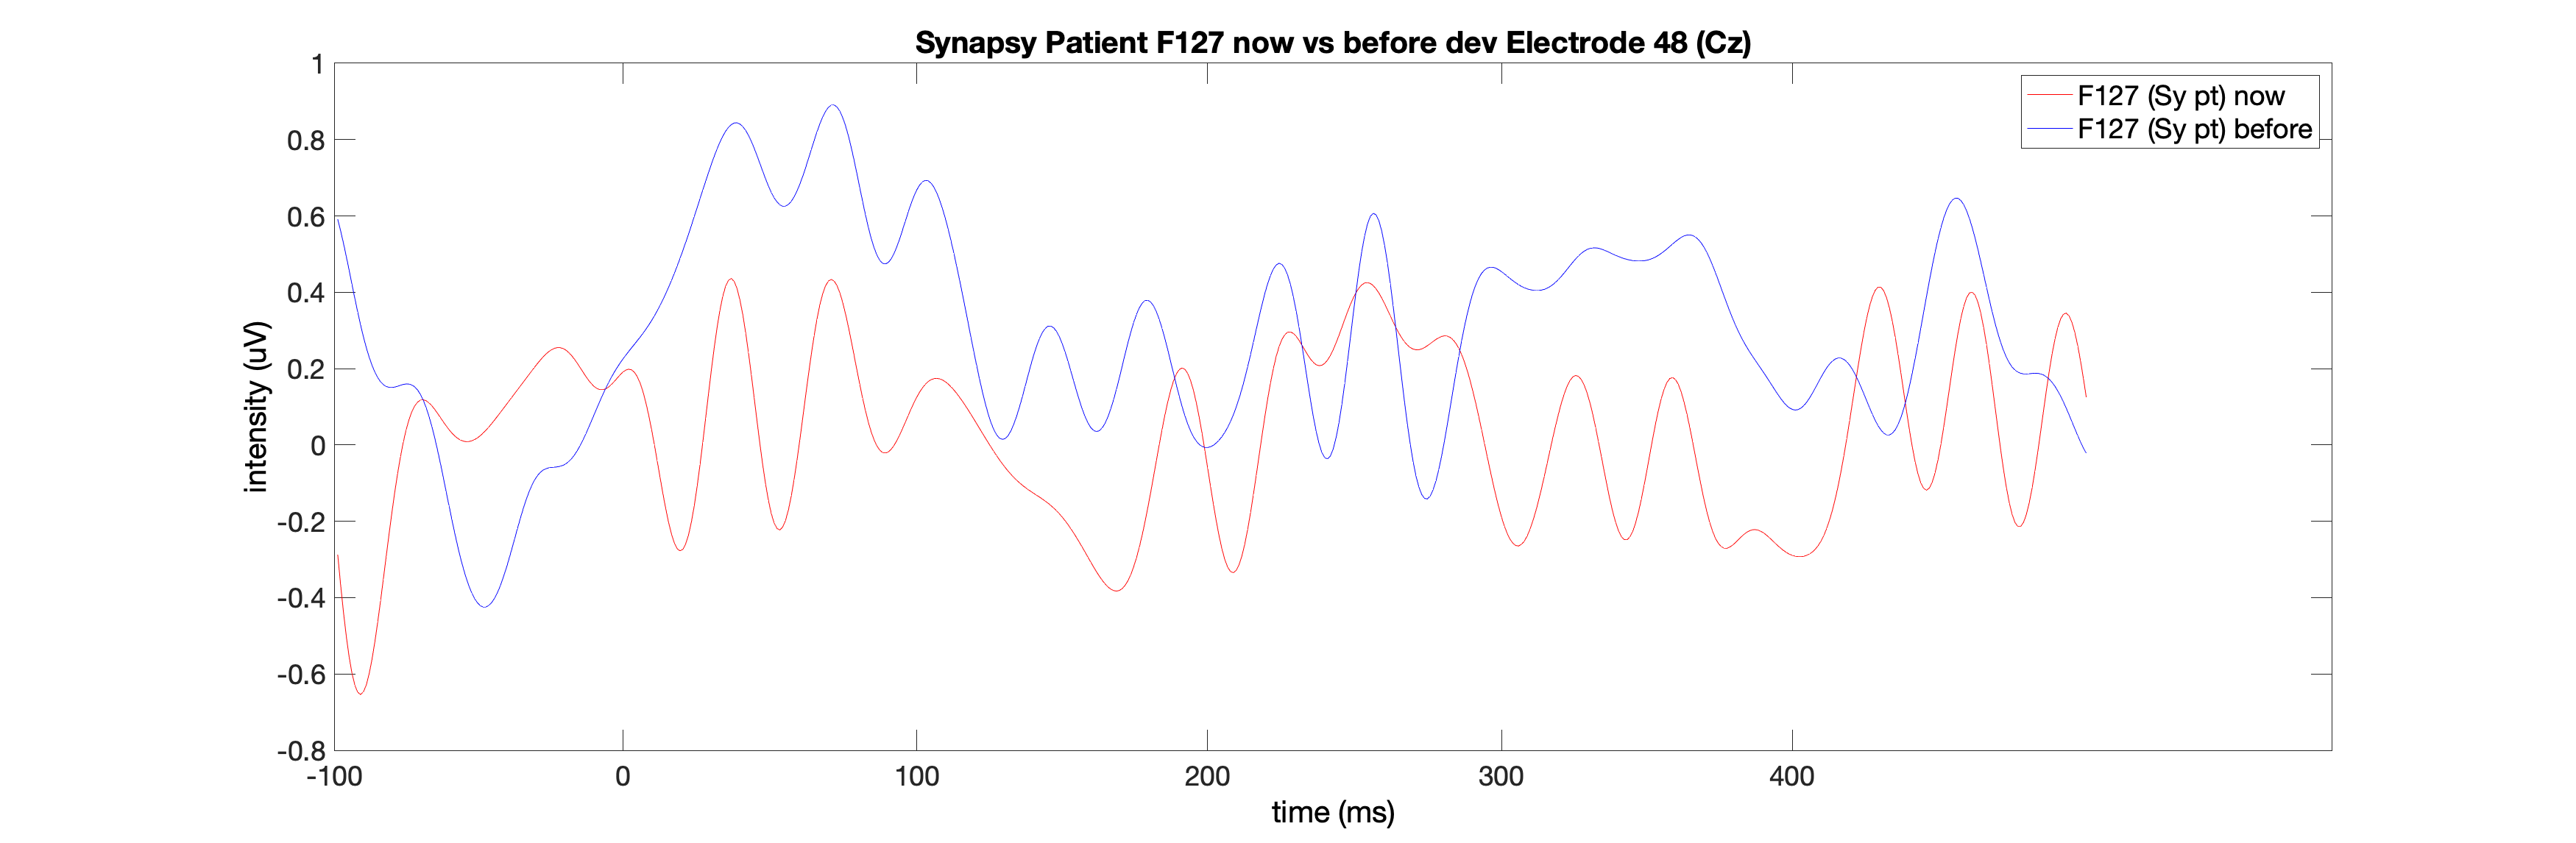 Synapsy Patient F127 now vs before dev Electrode 48 (Cz)
F127 (Sy pt) now
F127 (Sy pt) before
intensity (uV)
1
0.8
0.6
0.4
0.2
0
-0.2
-0.4
-0.6
-0.8
-100 0 100 200 300 400
time (ms)